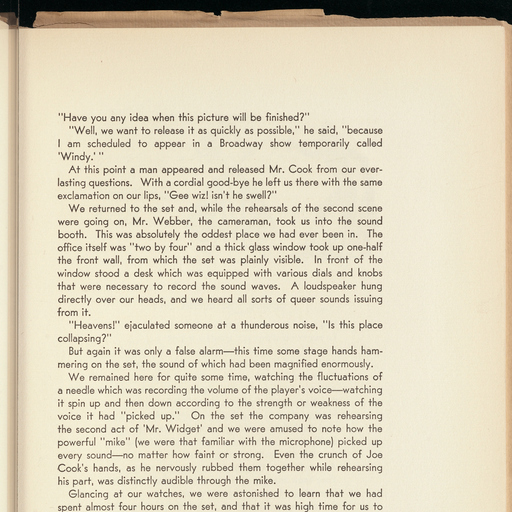 "Have you any idea when this picture will be finished?"
"Well, we want to release it as quickly as possible," he said, "because
I am scheduled to appear in a Broadway show temporarily called
'Windy.' "
At this point a man appeared and released Mr. Cook from our ever-
lasting questions. With a cordial good-bye he left us there with the same
exclamation on our lips, "Gee wiz! isn't he swell?"
We returned to the set and, while the rehearsals of the second scene
were going on, Mr. Webber, the cameraman, took us into the sound
booth. This was absolutely the oddest place we had ever been in. The
office itself was "two by four" and a thick glass window took up one-half
the front wall, from which the set was plainly visible. In front of the
window stood a desk which was equipped with various dials and knobs
that were necessary to record the sound waves. A loudspeaker hung
directly over our heads, and we heard all sorts of queer sounds issuing
from it.
"Heavens!" ejaculated someone at a thunderous noise, "Is this place
collapsing?"
But again it was only a false alarm—this time some stage hands ham-
mering on the set, the sound of which had been magnified enormously.
We remained here for quite some time, watching the fluctuations of
a needle which was recording the volume of the player's voice—watching
it spin up and then down according to the strength or weakness of the
voice it had "picked up." On the set the company was rehearsing
the second act of 'Mr. Widget' and we were amused to note how the
powerful "mike" (we were that familiar with the microphone) picked up
every sound—no matter how faint or strong. Even the crunch of Joe
Cook's hands, as he nervously rubbed them together while rehearsing
his part, was distinctly audible through the mike.
Glancing at our watches, we were astonished to learn that we had
spent almost four hours on the set, and that it was high time for us to